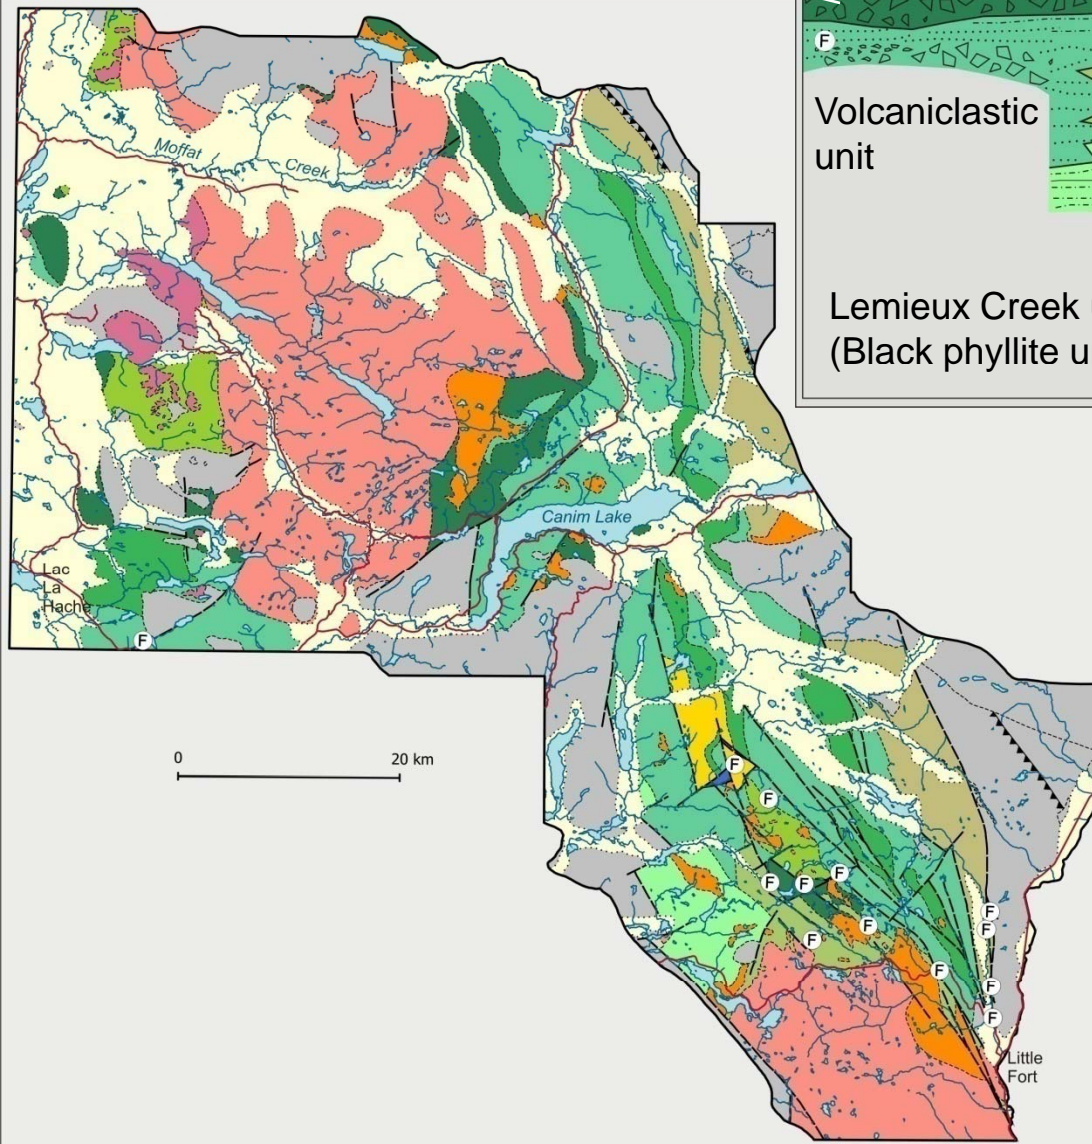 F
Volcaniclastic
unit
Lemieux Creek
(Black phyllite u
Moffat
Creek
Canim Lake
Lac
La
Hache
F
0 20 km
F
F
F
F
F
F
F
F
F
F
F
F
Little
Fort